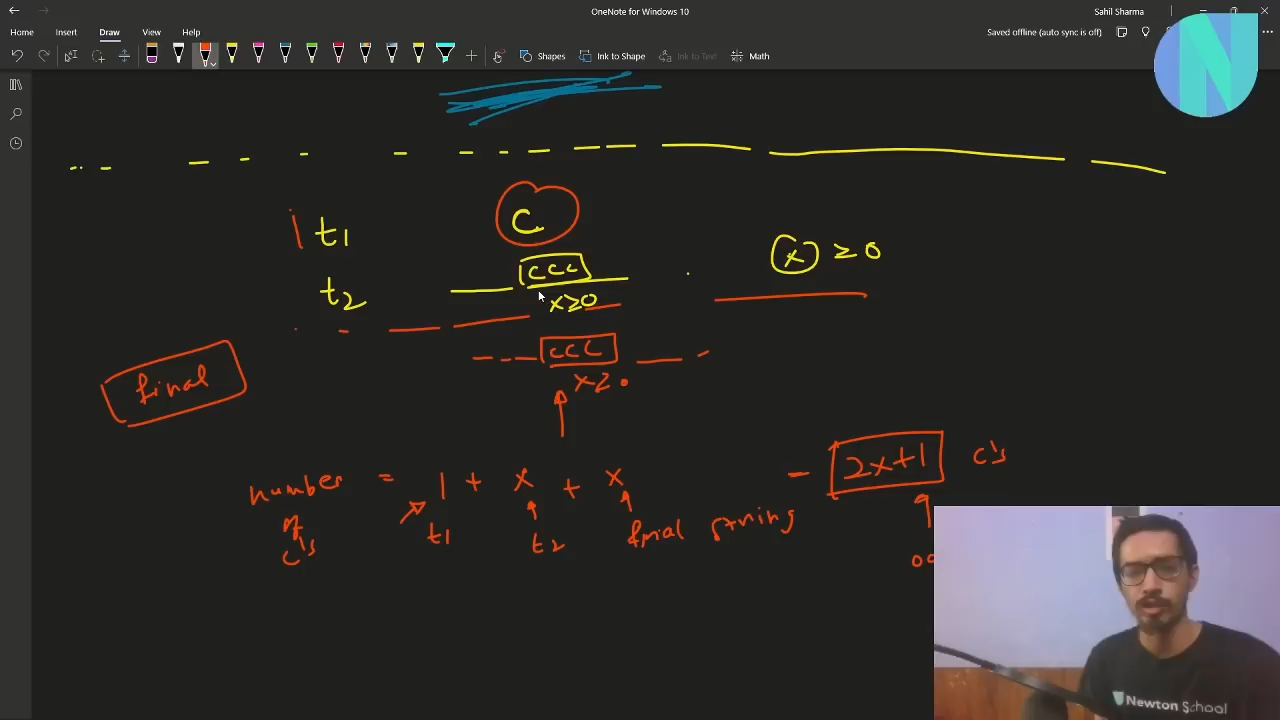 OneNote for Windows 10
Sahil Sharma
Home Insert Draw View Help
Saved offline (auto sync is off)
Shapes Ink to Shape Ink to Text Math
t1 C
x ≥ 0
CCC
t2 x≥0
CCC
final
x≥
number = 1 + x + x = 2x+1 C's
of t1 t2 final string
C's
Newton School